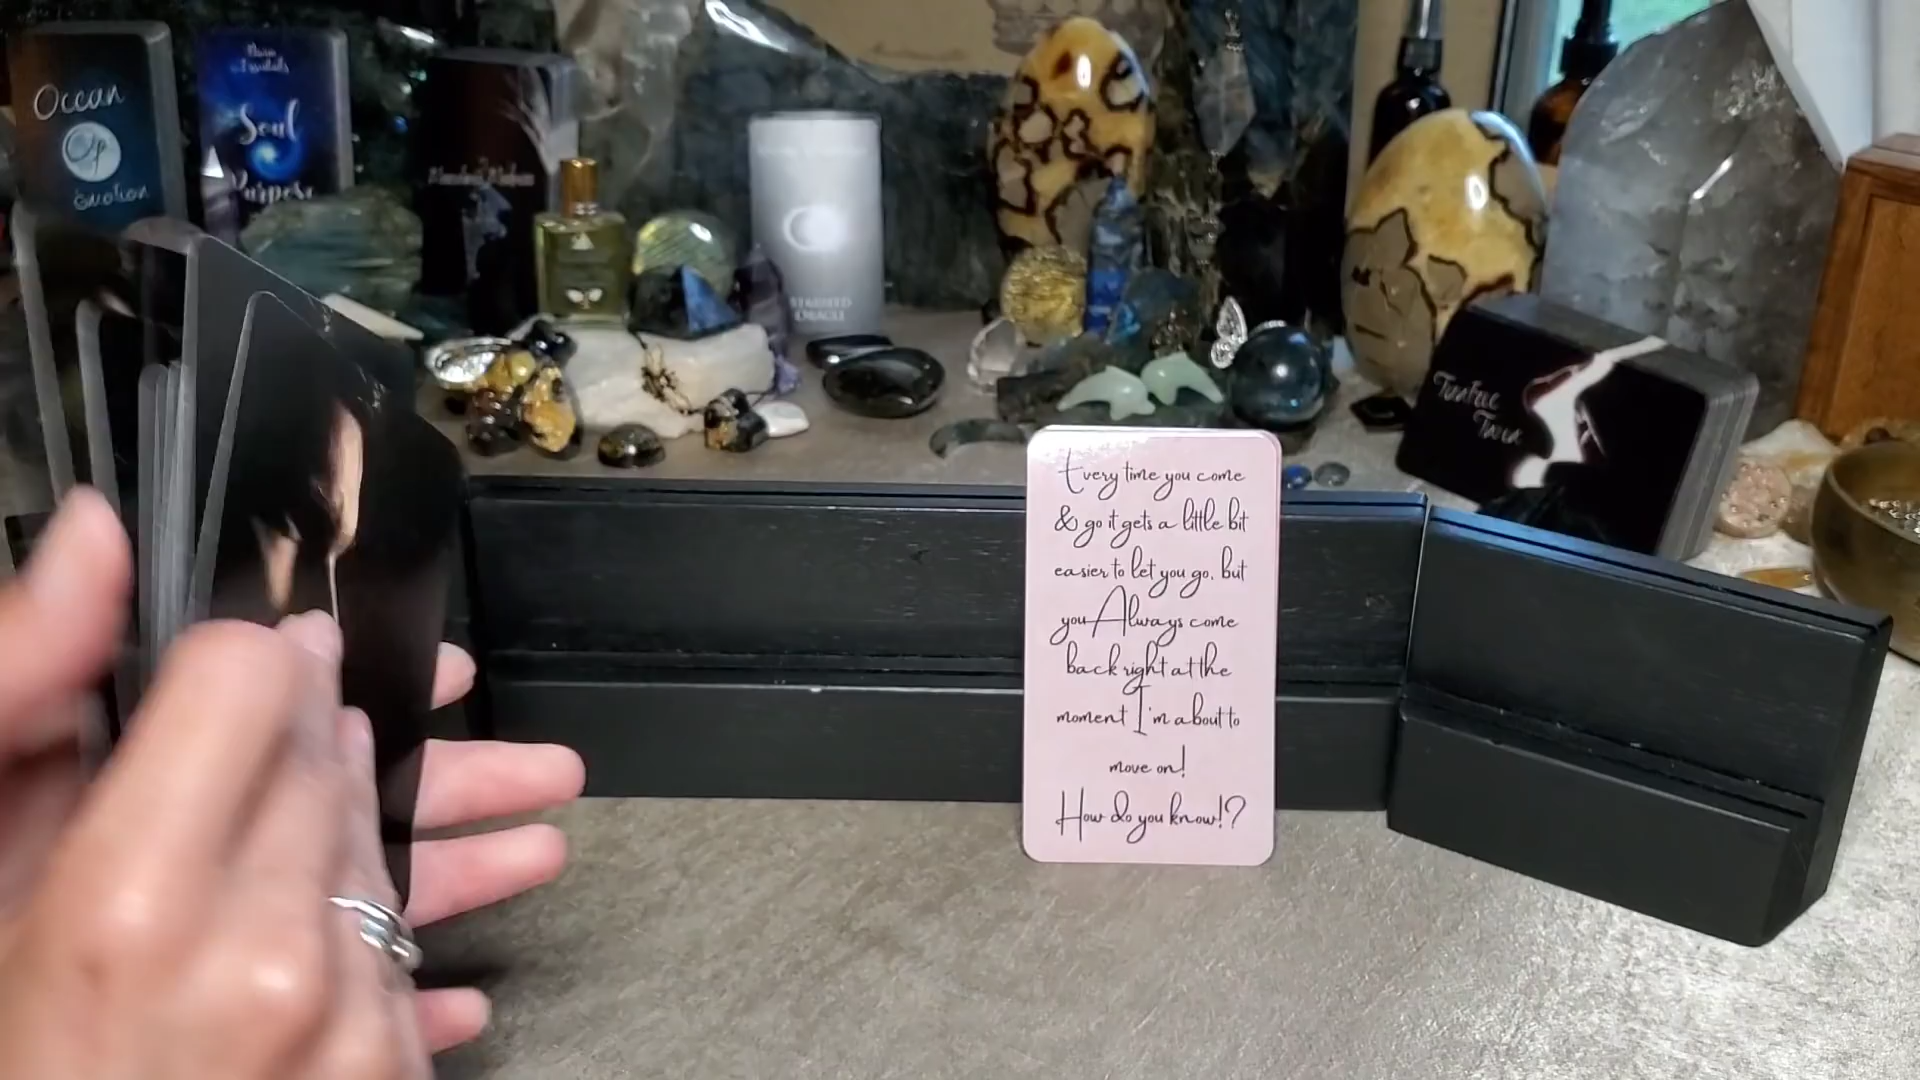 Ocean
Emotion
Soul
Purpose
ORACLE
Twin
Every time you come
& go it gets a little bit
easier to let you go, but
you Always come
back right at the
moment I'm about to
move on!
How do you know!?